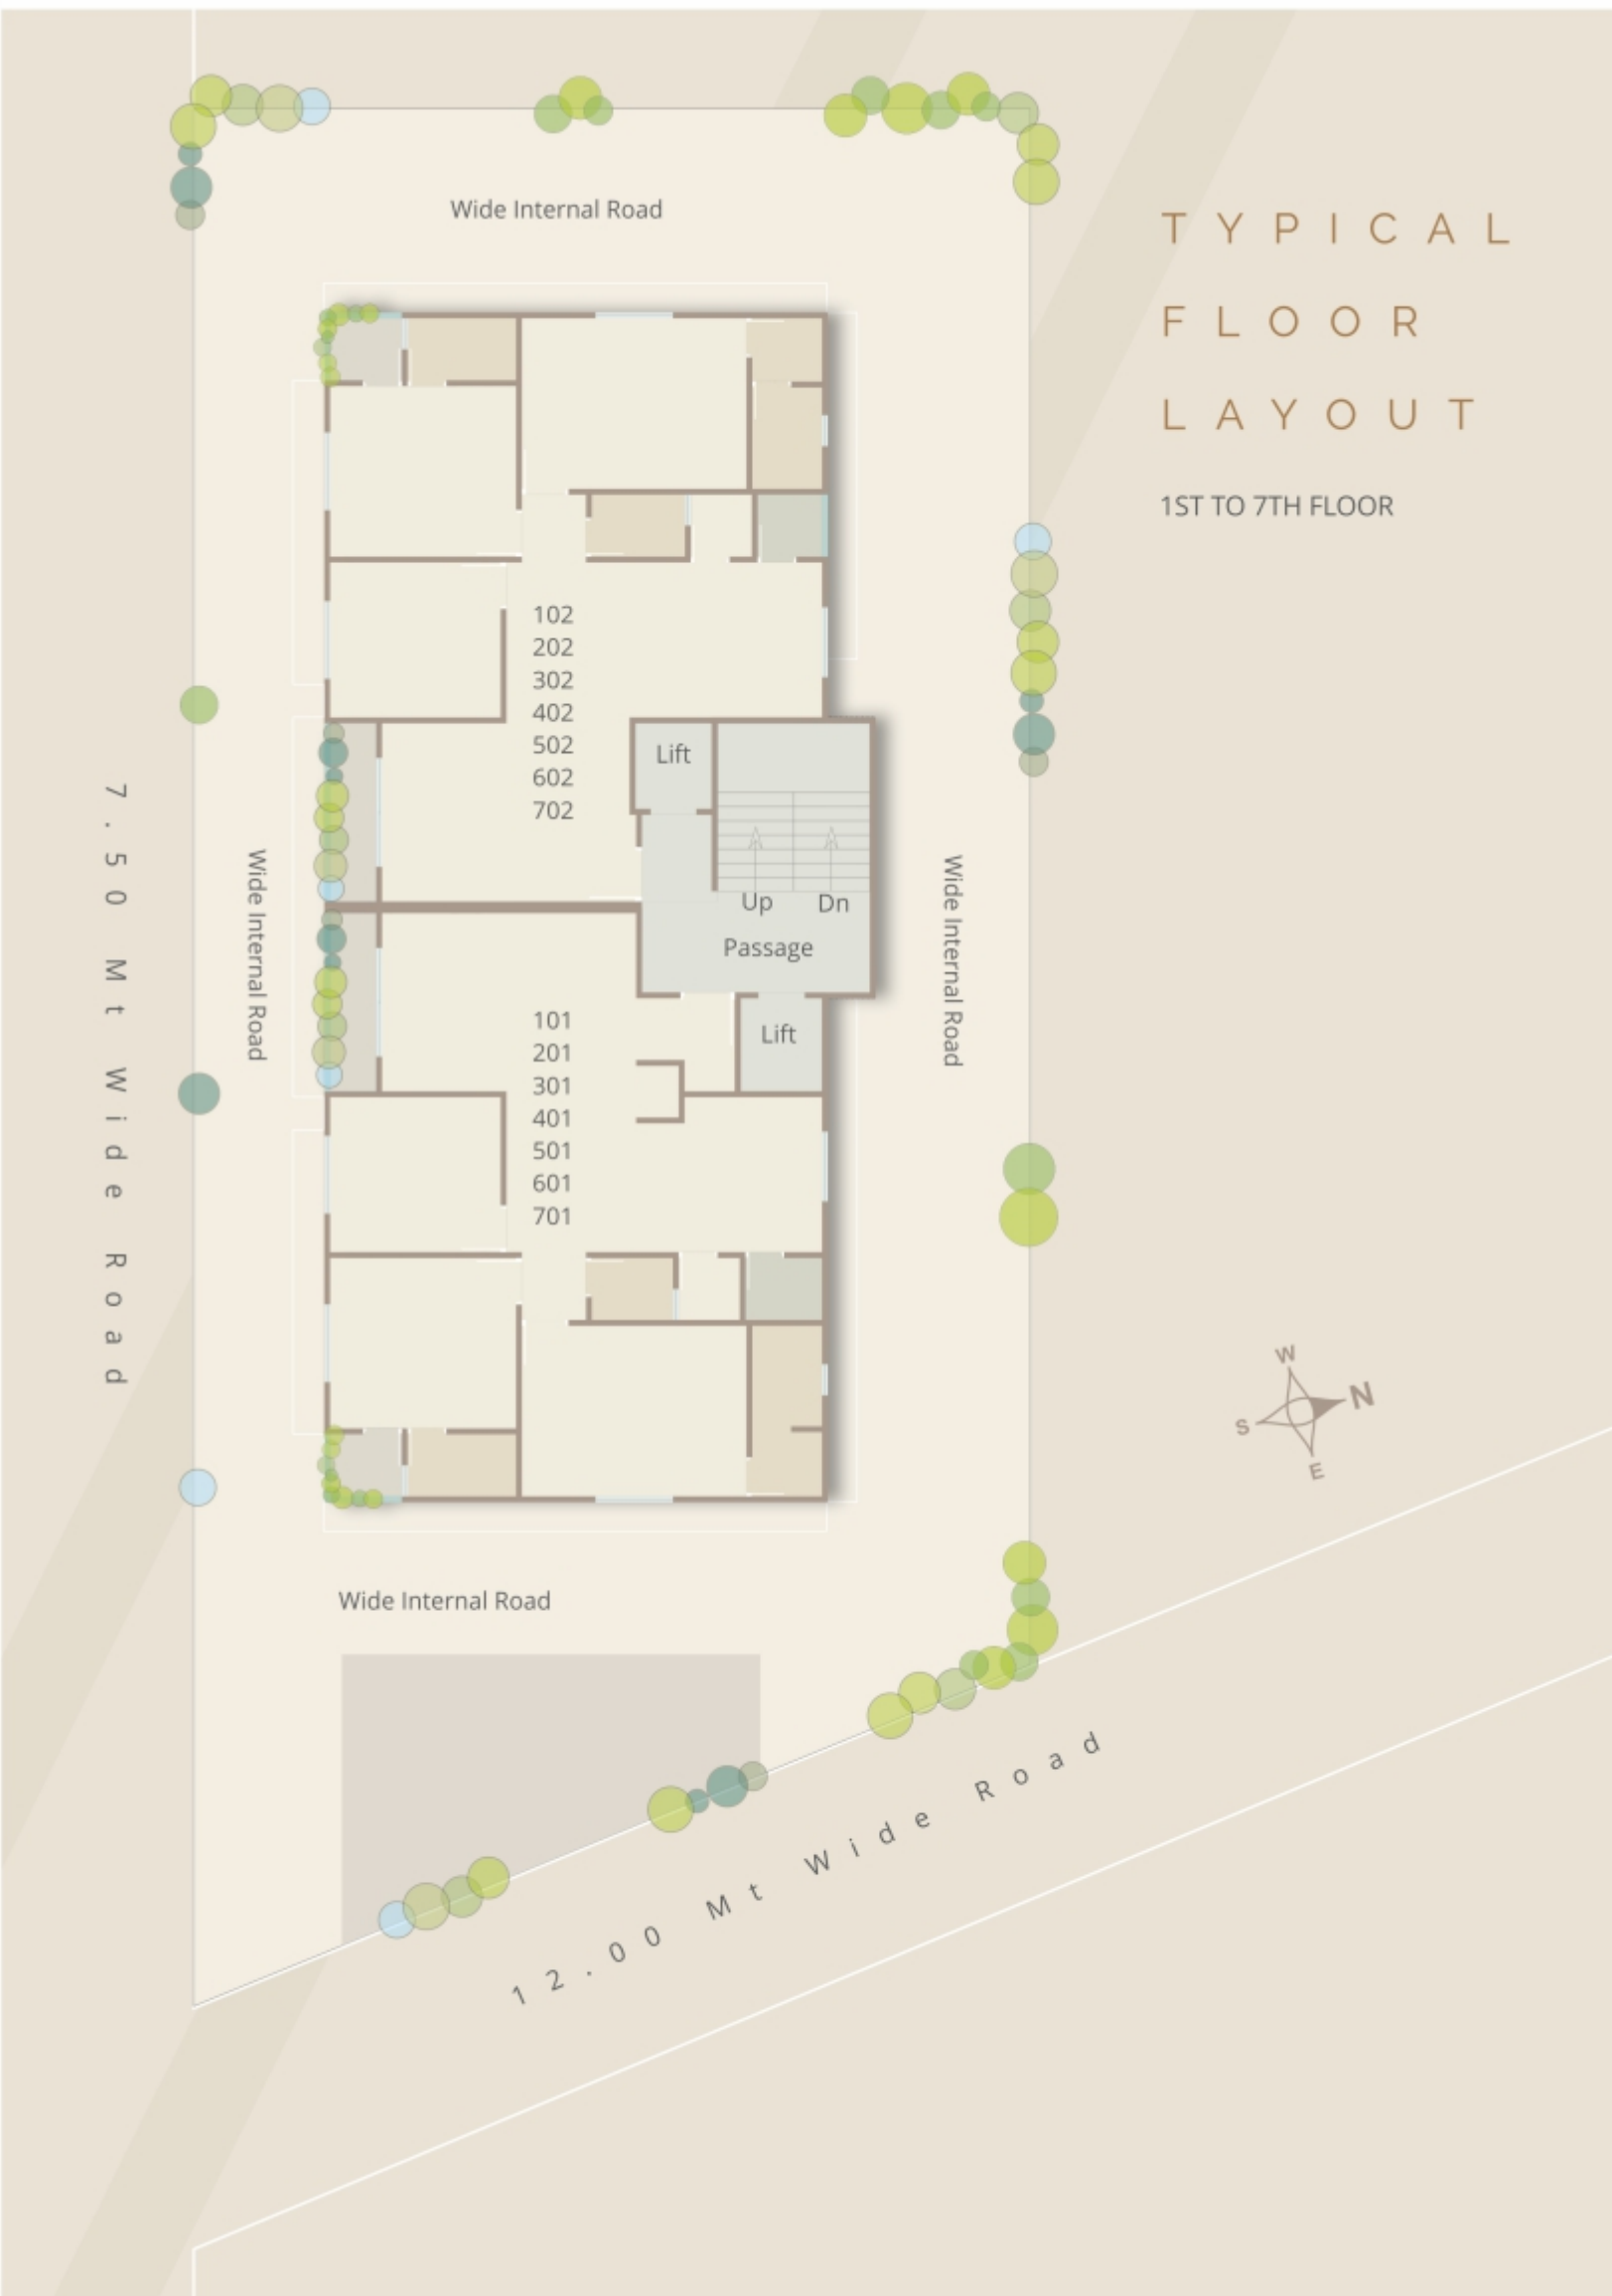 Wide Internal Road
TYPICAL
FLOOR
LAYOUT
1ST TO 7TH FLOOR
102
202
302
402
502
602
702
Lift
Up
Dn
Passage
7.50 Mt Wide Road
Wide Internal Road
Wide Internal Road
Lift
101
201
301
401
501
601
701
W
N
S
E
Wide Internal Road
12.00 Mt Wide Road